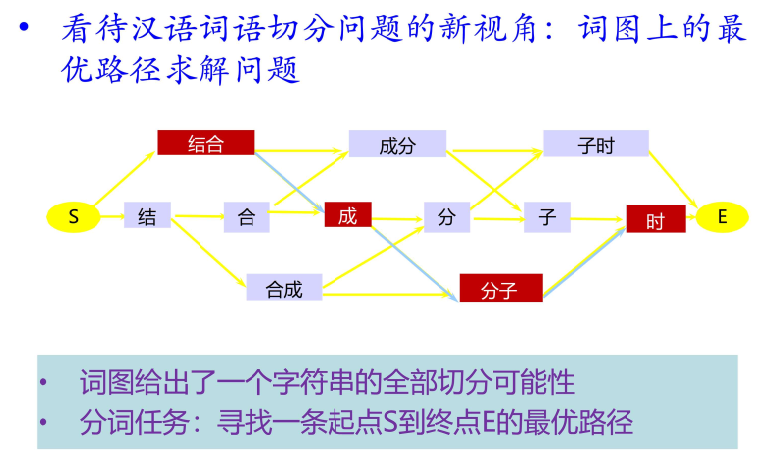 • 看待汉语词语切分问题的新视角：词图上的最
优路径求解问题
结合 成分 子时
S 结 合 成 分 子 时 E
合成 分子
• 词图给出了一个字符串的全部切分可能性
• 分词任务：寻找一条起点S到终点E的最优路径